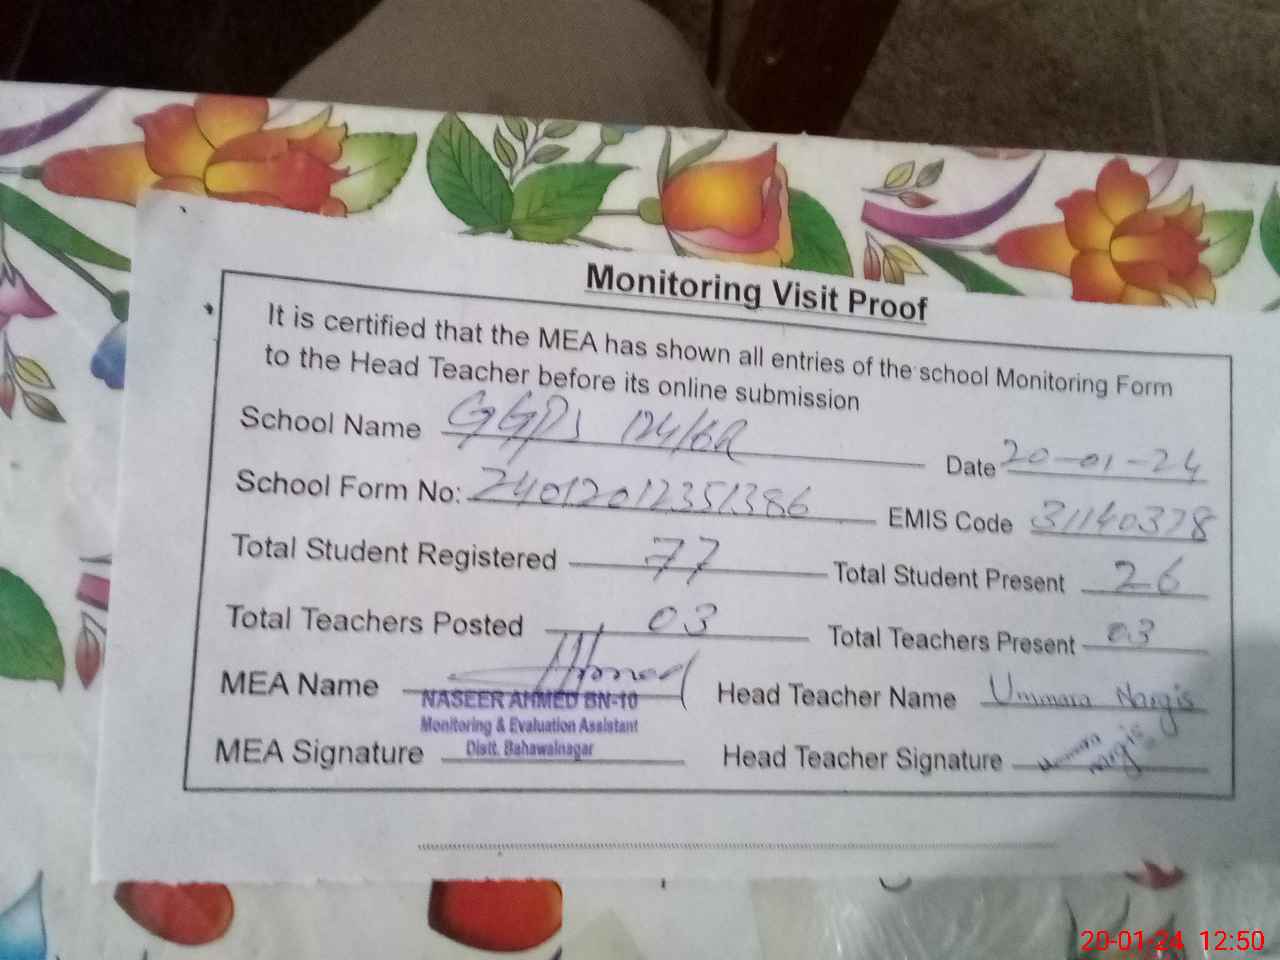 Monitoring Visit Proof
It is certified that the MEA has shown all entries of the school Monitoring Form
to the Head Teacher before its online submission
School Name GGPS 124/6R Date 20-01-24
School Form No: 24012012351386 EMIS Code 31140378
Total Student Registered 77 Total Student Present 26
Total Teachers Posted 03 Total Teachers Present 03
MEA Name Ahmed Head Teacher Name Ummara Nargis
NASEER AHMED BN-10
Monitoring & Evaluation Assistant
Distt. Bahawalnagar
MEA Signature Head Teacher Signature Ummara Nargis
20-01-24 12:50